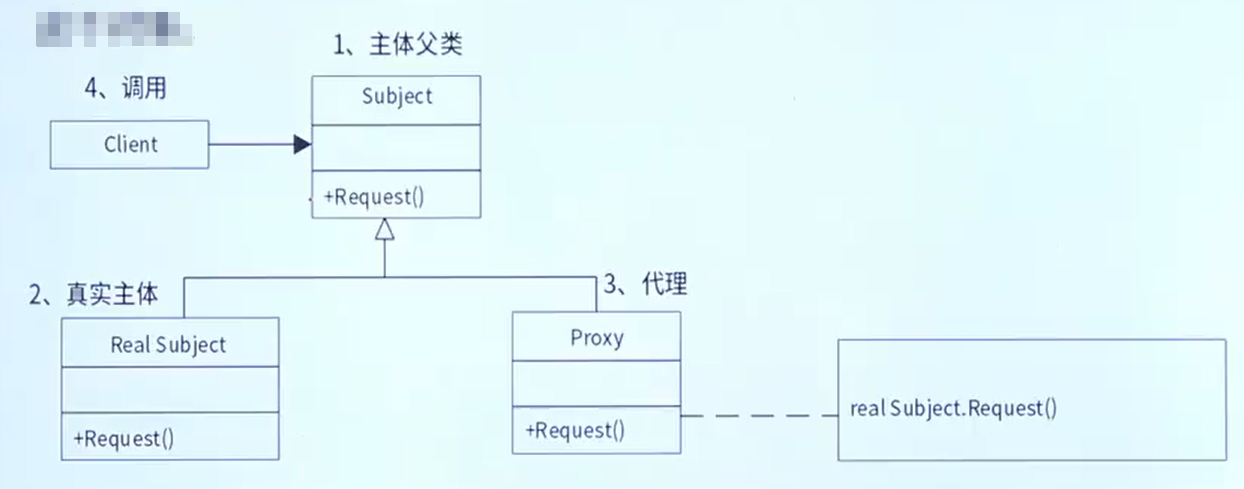 1、主体父类
4、调用
Subject
Client
+Request()
2、真实主体
3、代理
Real Subject
Proxy
real Subject.Request()
+Request()
+Request()